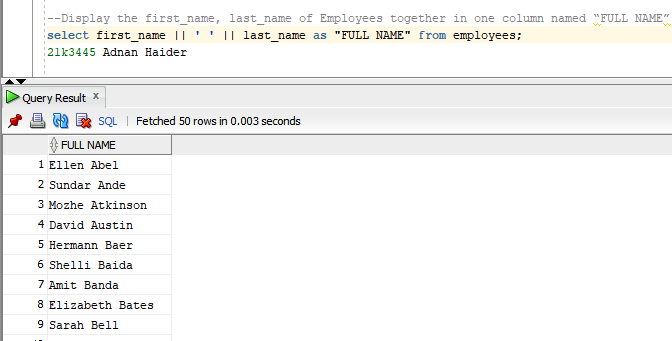 --Display the first_name, last_name of Employees together in one column named “FULL NAME”
select first_name || ' ' || last_name as "FULL NAME" from employees;
21k3445 Adnan Haider
Query Result x
SQL | Fetched 50 rows in 0.003 seconds
FULL NAME
1 Ellen Abel
2 Sundar Ande
3 Mozhe Atkinson
4 David Austin
5 Hermann Baer
6 Shelli Baida
7 Amit Banda
8 Elizabeth Bates
9 Sarah Bell